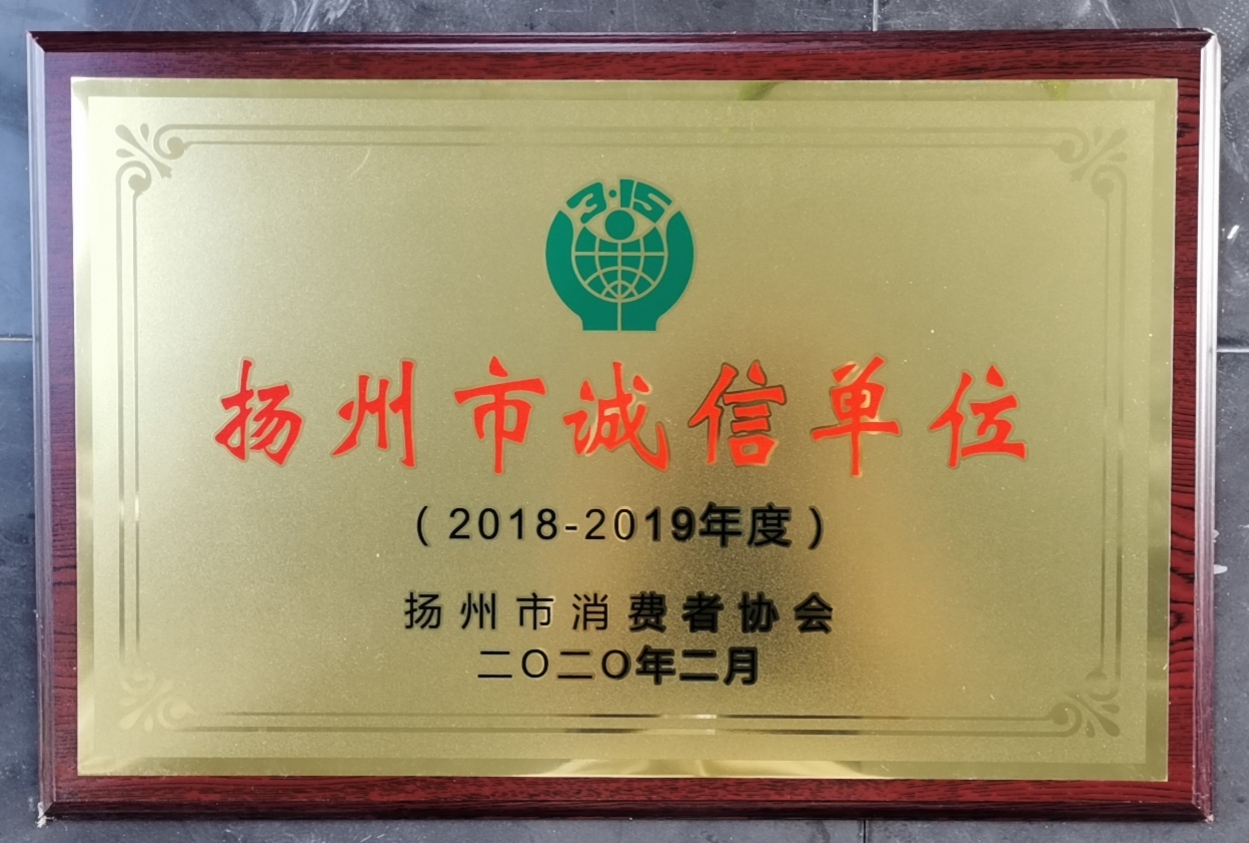 3·15
扬州市诚信单位
(2018-2019年度)
扬州市消费者协会
二〇二〇年二月